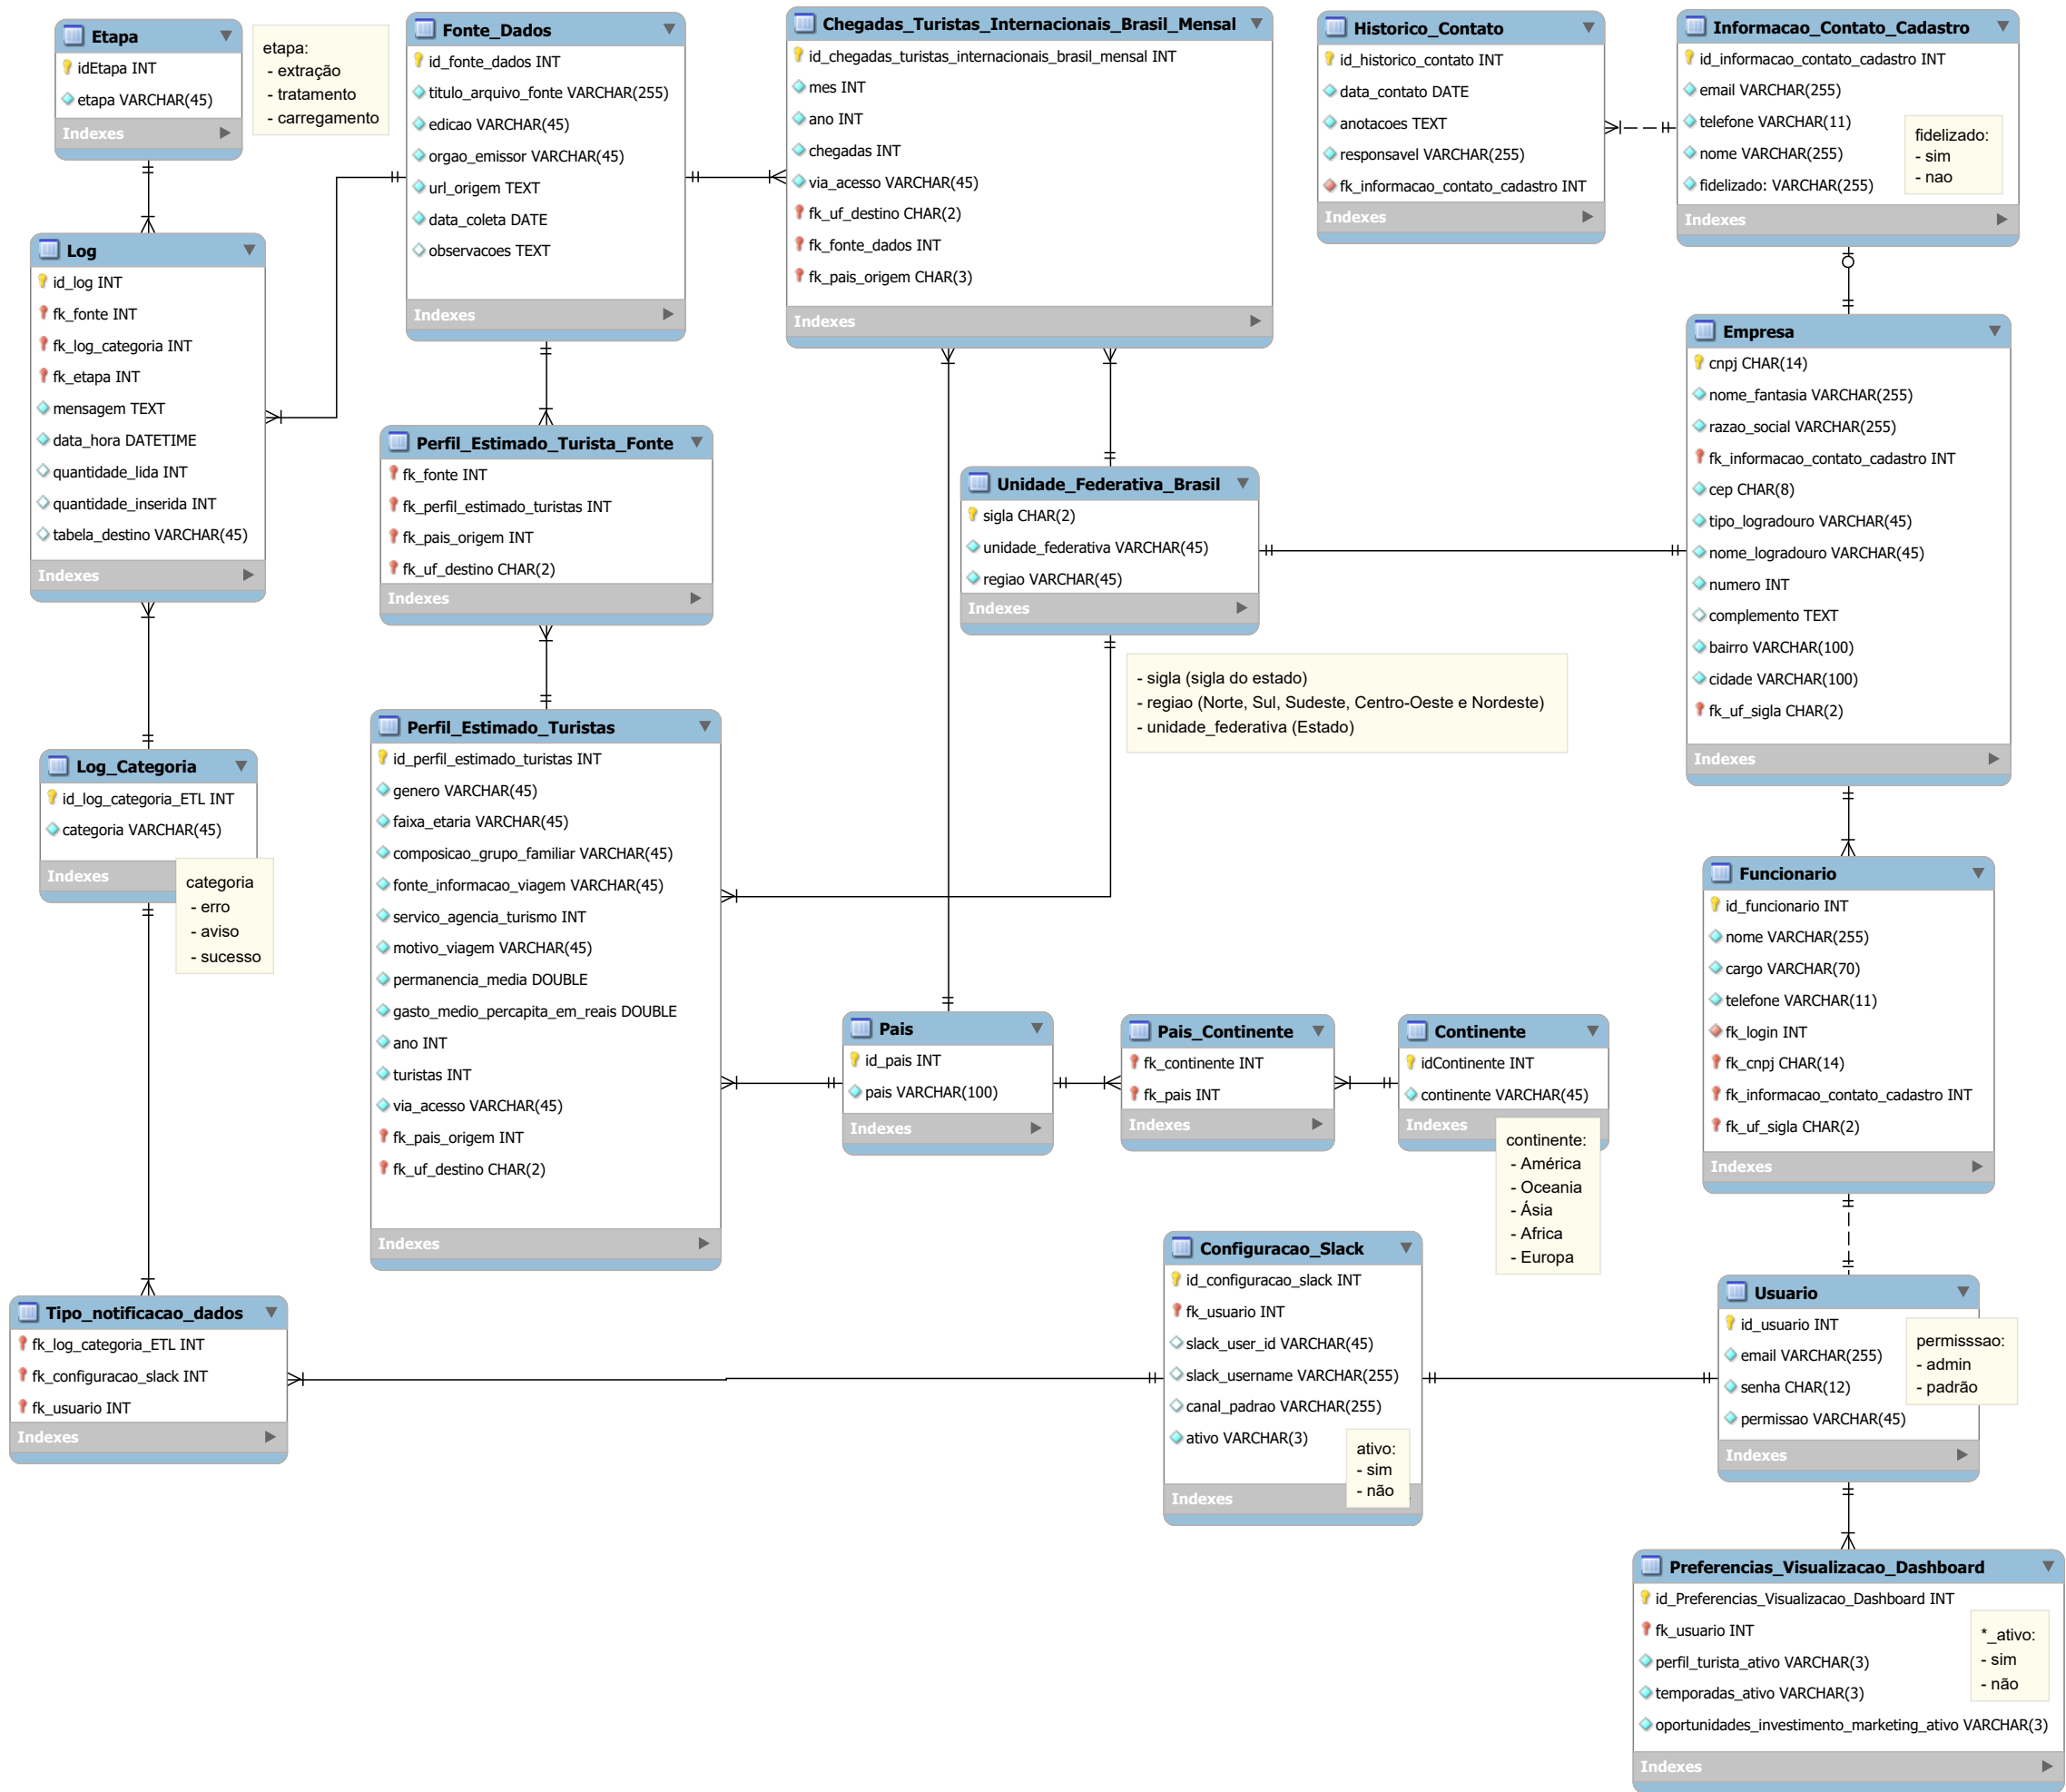 Etapa
idEtapa INT
etapa VARCHAR(45)
Indexes
etapa:
- extração
- tratamento
- carregamento
Fonte_Dados
id_fonte_dados INT
titulo_arquivo_fonte VARCHAR(255)
edicao VARCHAR(45)
orgao_emissor VARCHAR(45)
url_origem TEXT
data_coleta DATE
observacoes TEXT
Indexes
Chegadas_Turistas_Internacionais_Brasil_Mensal
id_chegadas_turistas_internacionais_brasil_mensal INT
mes INT
ano INT
chegadas INT
via_acesso VARCHAR(45)
fk_uf_destino CHAR(2)
fk_fonte_dados INT
fk_pais_origem CHAR(3)
Indexes
Historico_Contato
id_historico_contato INT
data_contato DATE
anotacoes TEXT
responsavel VARCHAR(255)
fk_informacao_contato_cadastro INT
Indexes
Informacao_Contato_Cadastro
id_informacao_contato_cadastro INT
email VARCHAR(255)
telefone VARCHAR(11)
nome VARCHAR(255)
fidelizado: VARCHAR(255)
Indexes
fidelizado:
- sim
- nao
Log
id_log INT
fk_fonte INT
fk_log_categoria INT
fk_etapa INT
mensagem TEXT
data_hora DATETIME
quantidade_lida INT
quantidade_inserida INT
tabela_destino VARCHAR(45)
Indexes
Perfil_Estimado_Turista_Fonte
fk_fonte INT
fk_perfil_estimado_turistas INT
fk_pais_origem INT
fk_uf_destino CHAR(2)
Indexes
Unidade_Federativa_Brasil
sigla CHAR(2)
unidade_federativa VARCHAR(45)
regiao VARCHAR(45)
Indexes
- sigla (sigla do estado)
- regiao (Norte, Sul, Sudeste, Centro-Oeste e Nordeste)
- unidade_federativa (Estado)
Empresa
cnpj CHAR(14)
nome_fantasia VARCHAR(255)
razao_social VARCHAR(255)
fk_informacao_contato_cadastro INT
cep CHAR(8)
tipo_logradouro VARCHAR(45)
nome_logradouro VARCHAR(45)
numero INT
complemento TEXT
bairro VARCHAR(100)
cidade VARCHAR(100)
fk_uf_sigla CHAR(2)
Indexes
Log_Categoria
id_log_categoria_ETL INT
categoria VARCHAR(45)
Indexes
categoria
- erro
- aviso
- sucesso
Perfil_Estimado_Turistas
id_perfil_estimado_turistas INT
genero VARCHAR(45)
faixa_etaria VARCHAR(45)
composicao_grupo_familiar VARCHAR(45)
fonte_informacao_viagem VARCHAR(45)
servico_agencia_turismo INT
motivo_viagem VARCHAR(45)
permanencia_media DOUBLE
gasto_medio_percapita_em_reais DOUBLE
ano INT
turistas INT
via_acesso VARCHAR(45)
fk_pais_origem INT
fk_uf_destino CHAR(2)
Indexes
Pais
id_pais INT
pais VARCHAR(100)
Indexes
Pais_Continente
fk_continente INT
fk_pais INT
Indexes
Continente
idContinente INT
continente VARCHAR(45)
Indexes
continente:
- América
- Oceania
- Ásia
- Africa
- Europa
Funcionario
id_funcionario INT
nome VARCHAR(255)
cargo VARCHAR(70)
telefone VARCHAR(11)
fk_login INT
fk_cnpj CHAR(14)
fk_informacao_contato_cadastro INT
fk_uf_sigla CHAR(2)
Indexes
Tipo_notificacao_dados
fk_log_categoria_ETL INT
fk_configuracao_slack INT
fk_usuario INT
Indexes
Configuracao_Slack
id_configuracao_slack INT
fk_usuario INT
slack_user_id VARCHAR(45)
slack_username VARCHAR(255)
canal_padrao VARCHAR(255)
ativo VARCHAR(3)
Indexes
ativo:
- sim
- não
Usuario
id_usuario INT
email VARCHAR(255)
senha CHAR(12)
permissao VARCHAR(45)
Indexes
permisssao:
- admin
- padrão
Preferencias_Visualizacao_Dashboard
id_Preferencias_Visualizacao_Dashboard INT
fk_usuario INT
perfil_turista_ativo VARCHAR(3)
temporadas_ativo VARCHAR(3)
oportunidades_investimento_marketing_ativo VARCHAR(3)
Indexes
*_ativo:
- sim
- não